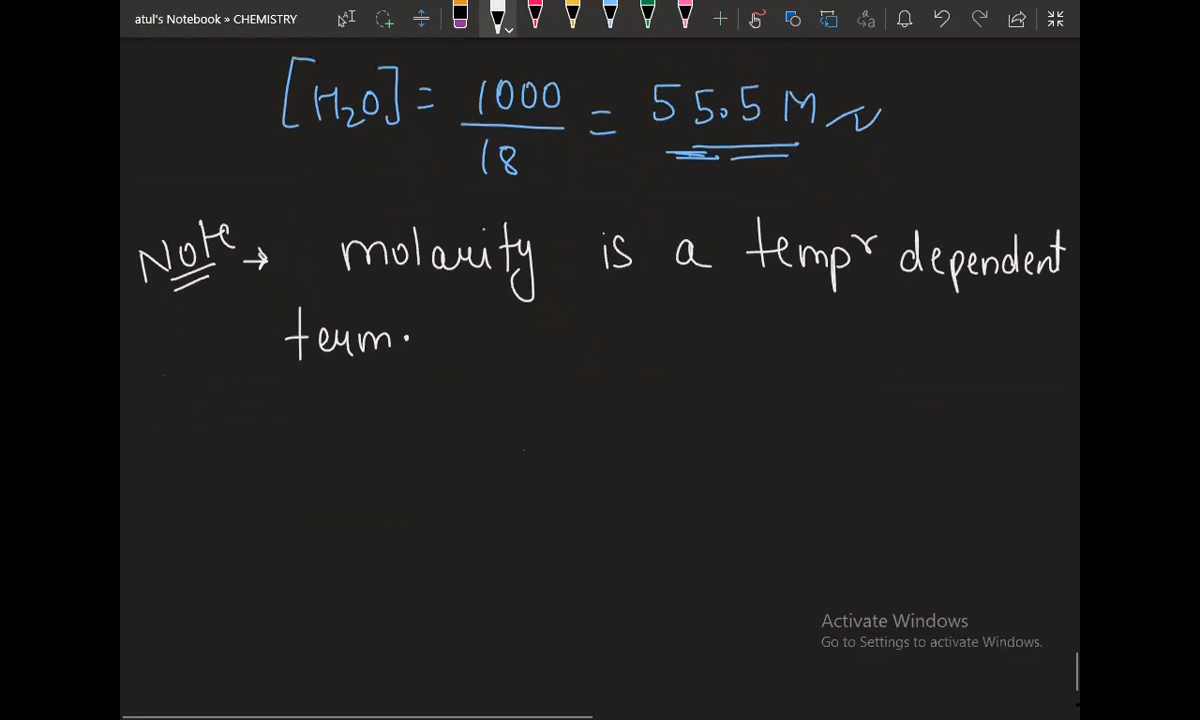 atul's Notebook » CHEMISTRY
[H₂O] = 1000/18 = 55.5 M
Note → molarity is a tempʳ dependent
term.
Activate Windows
Go to Settings to activate Windows.